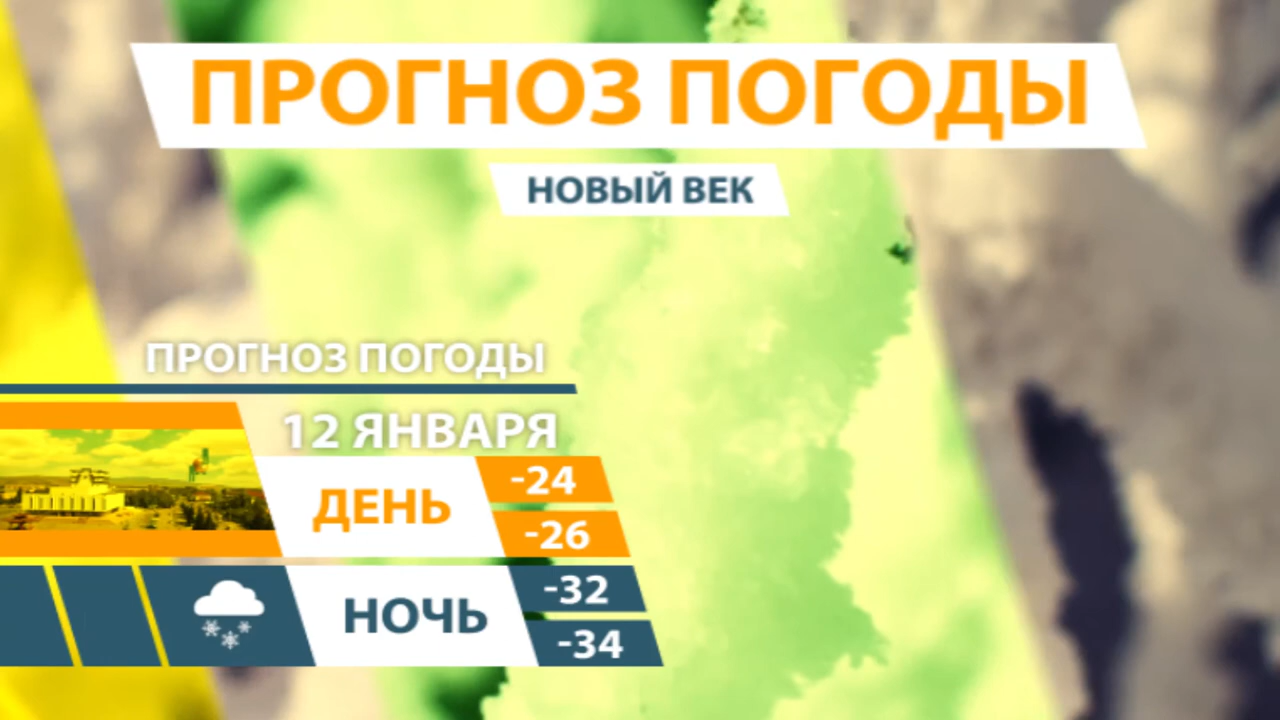 ПРОГНОЗ ПОГОДЫ
НОВЫЙ ВЕК
ПРОГНОЗ ПОГОДЫ
12 ЯНВАРЯ
ДЕНЬ
-24
-26
НОЧЬ
-32
-34